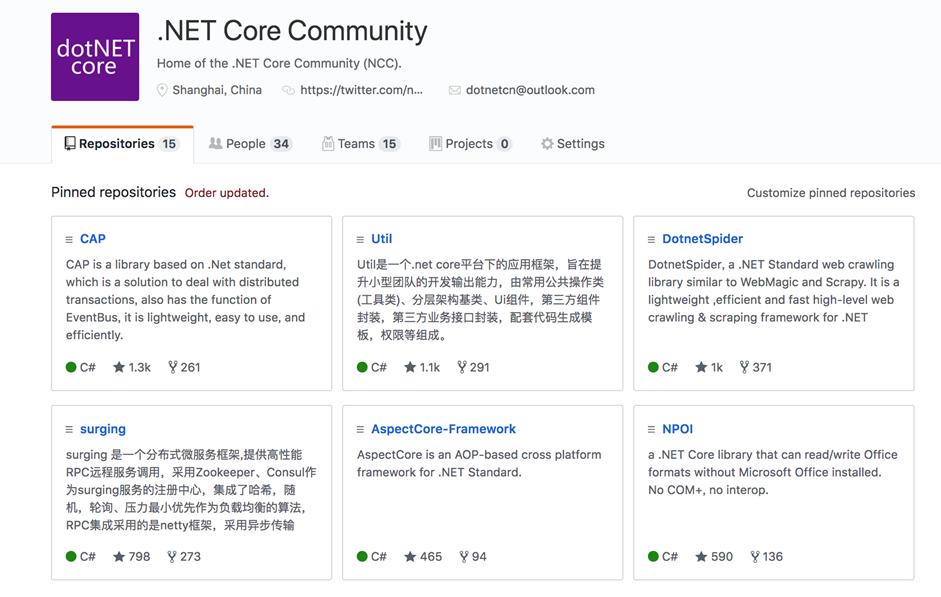 dotNET
core
.NET Core Community
Home of the .NET Core Community (NCC).
Shanghai, China https://twitter.com/n... dotnetcn@outlook.com
Repositories 15 People 34 Teams 15 Projects 0 Settings
Pinned repositories Order updated. Customize pinned repositories
CAP
CAP is a library based on .Net standard,
which is a solution to deal with distributed
transactions, also has the function of
EventBus, it is lightweight, easy to use, and
efficiently.
C# 1.3k 261
Util
Util是一个.net core平台下的应用框架，旨在提
升小型团队的开发输出能力，由常用公共操作类
(工具类)、分层架构基类、Ui组件，第三方组件
封装，第三方业务接口封装，配套代码生成模
板，权限等组成。
C# 1.1k 291
DotnetSpider
DotnetSpider, a .NET Standard web crawling
library similar to WebMagic and Scrapy. It is a
lightweight ,efficient and fast high-level web
crawling & scraping framework for .NET
C# 1k 371
surging
surging 是一个分布式微服务框架,提供高性能
RPC远程服务调用，采用Zookeeper、Consul作
为surging服务的注册中心，集成了哈希，随
机，轮询、压力最小优先作为负载均衡的算法，
RPC集成采用的是netty框架，采用异步传输
C# 798 273
AspectCore-Framework
AspectCore is an AOP-based cross platform
framework for .NET Standard.
C# 465 94
NPOI
a .NET Core library that can read/write Office
formats without Microsoft Office installed.
No COM+, no interop.
C# 590 136